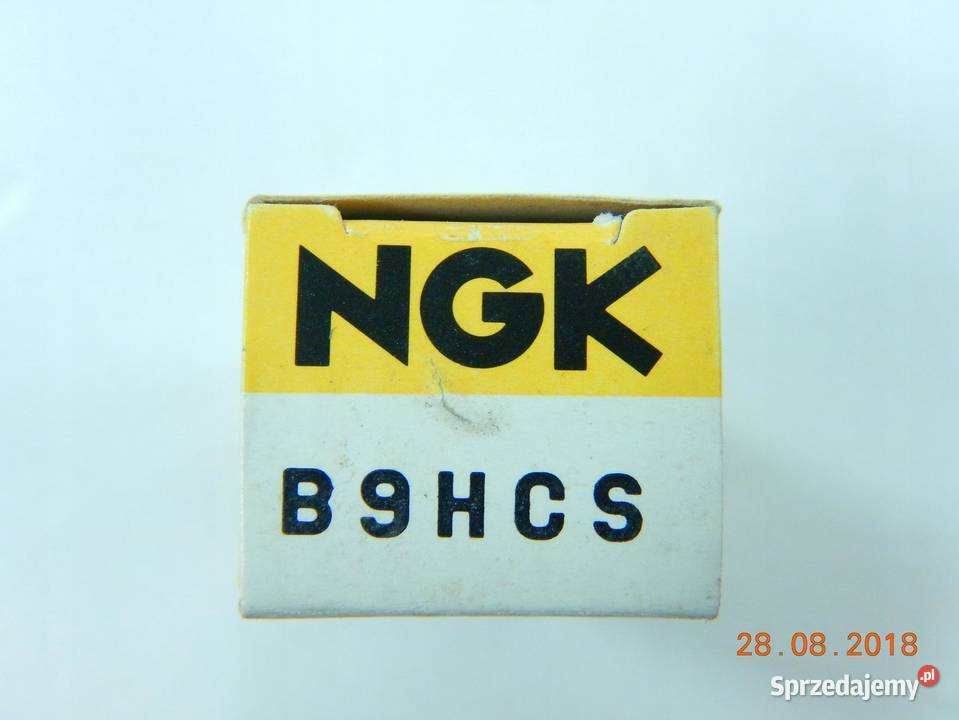 NGK
B9HCS
28.08.2018
Sprzedajemy.pl